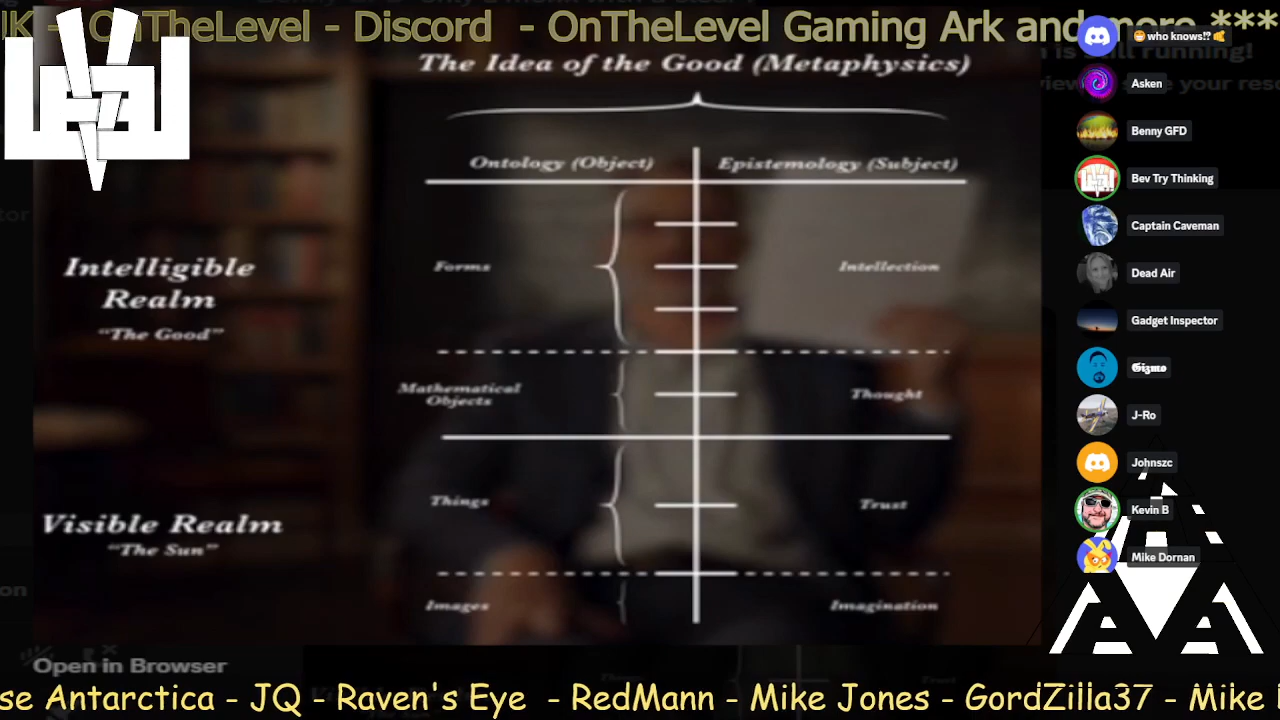 JK - OnTheLevel - Discord - OnTheLevel Gaming Ark and more ***
The Idea of the Good (Metaphysics)
Ontology (Object)
Epistemology (Subject)
Intelligible
Realm
"The Good"
Forms
Intellection
Mathematical
Objects
Thought
Visible Realm
"The Sun"
Things
Trust
Images
Imagination
who knows!?
Asken
Benny GFD
Bev Try Thinking
Captain Caveman
Dead Air
Gadget Inspector
Gizmo
J-Ro
Johnszc
Kevin B
Mike Dornan
Open in Browser
se Antarctica - JQ - Raven's Eye - RedMann - Mike Jones - GordZilla37 - Mike